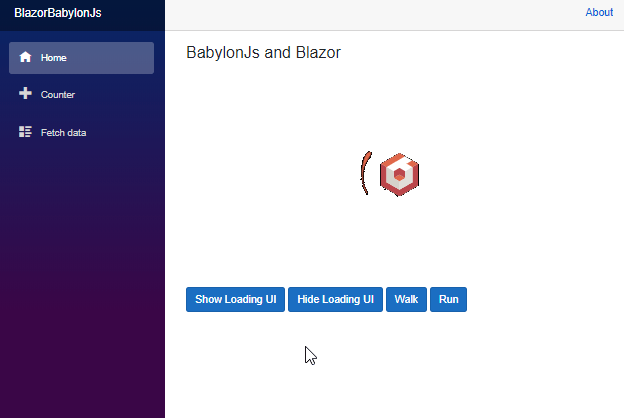 BlazorBabylonJs
About
Home
Counter
Fetch data
BabylonJs and Blazor
Show Loading UI Hide Loading UI Walk Run